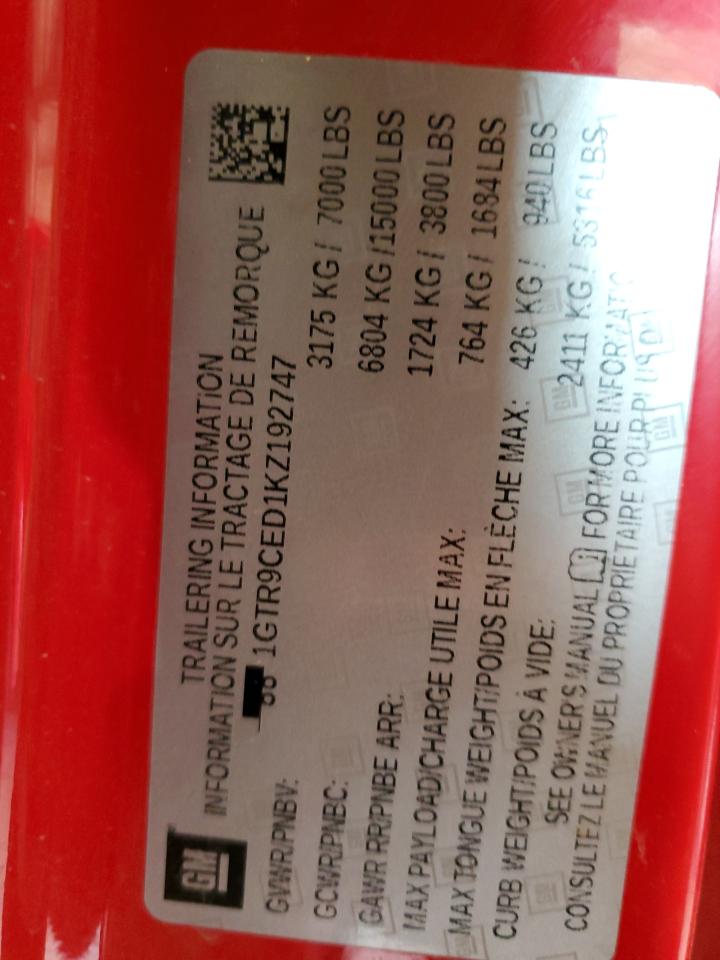 GM
TRAILERING INFORMATION
INFORMATION SUR LE TRACTAGE DE REMORQUE
1GTR9CED1KZ192747
GVWR/PNBV: 3175 KG / 7000 LBS
GCWR/PNBC: 6804 KG /15000 LBS
GAWR RR/PNBE ARR: 1724 KG / 3800 LBS
MAX PAYLOAD/CHARGE UTILE MAX: 764 KG / 1684 LBS
MAX TONGUE WEIGHT/POIDS EN FLÈCHE MAX: 426 KG / 940 LBS
CURB WEIGHT/POIDS À VIDE: 2411 KG / 5316 LBS
SEE OWNER'S MANUAL FOR MORE
CONSULTEZ LE MANUEL DU PROPRIETAIRE POUR PLUS